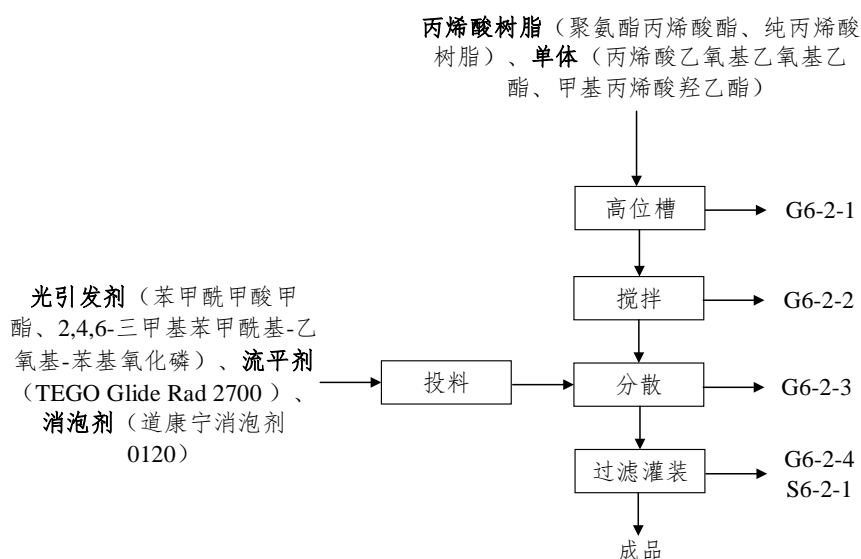 丙烯酸树脂（聚氨酯丙烯酸酯、纯丙烯酸
树脂）、单体（丙烯酸乙氧基乙氧基乙
酯、甲基丙烯酸羟乙酯）
高位槽
G6-2-1
搅拌
G6-2-2
光引发剂（苯甲酰甲酸甲
酯、2,4,6-三甲基苯甲酰基-乙
氧基-苯基氧化磷）、流平剂
（TEGO Glide Rad 2700 ）、
消泡剂（道康宁消泡剂
0120）
投料
分散
G6-2-3
过滤灌装
G6-2-4
S6-2-1
成品